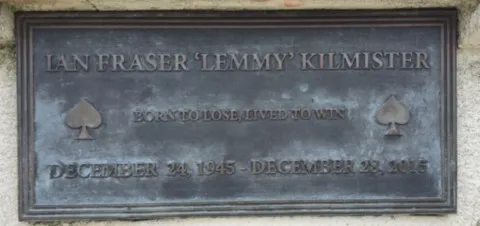 IAN FRASER 'LEMMY' KILMISTER
BORN TO LOSE, LIVED TO WIN
DECEMBER 24, 1945 - DECEMBER 28, 2015